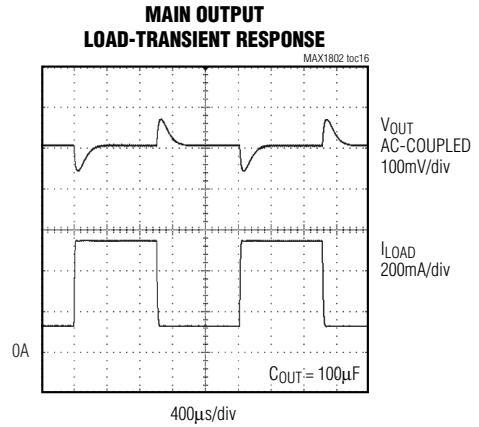 MAIN OUTPUT
LOAD-TRANSIENT RESPONSE
MAX1802 toc16
VOUT
AC-COUPLED
100mV/div
ILOAD
200mA/div
0A
COUT = 100µF
400µs/div